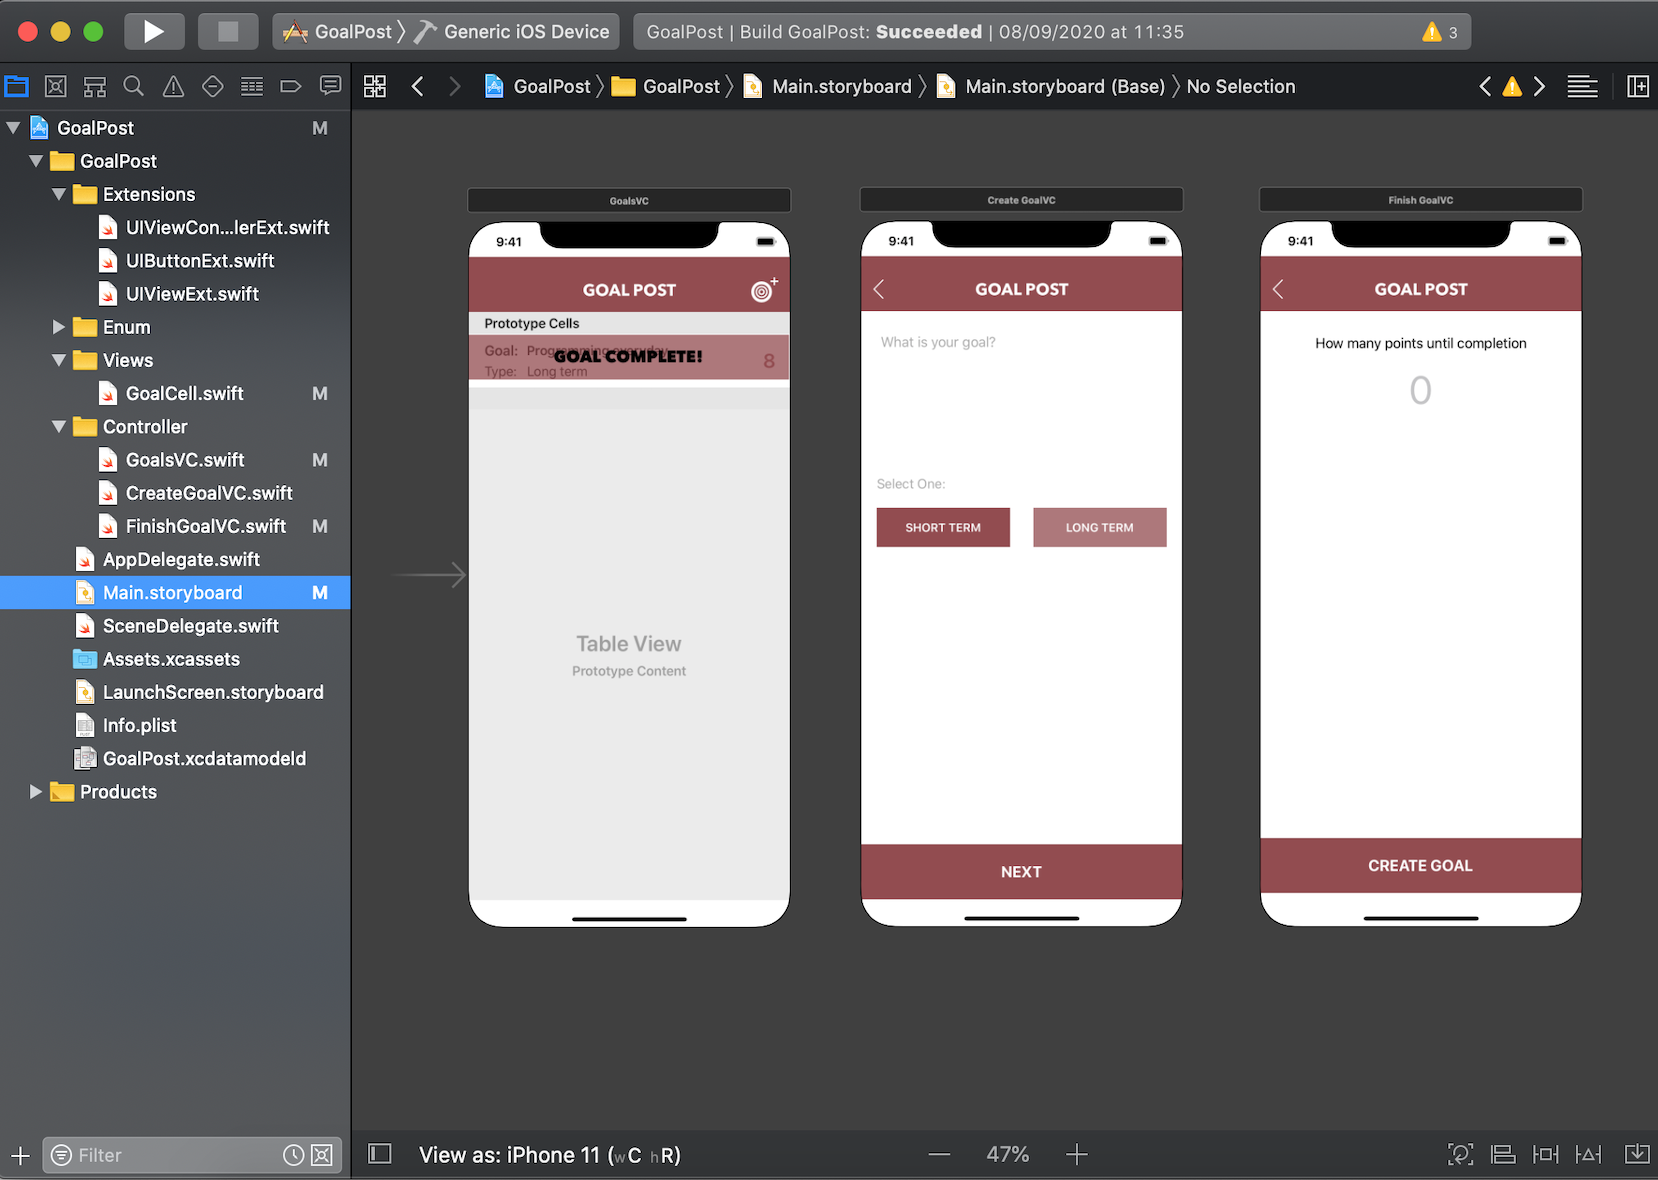 GoalPost Generic iOS Device
GoalPost | Build GoalPost: Succeeded | 08/09/2020 at 11:35
3
GoalPost GoalPost Main.storyboard Main.storyboard (Base) No Selection
GoalPost M
GoalPost
Extensions
UIViewCon...lerExt.swift
UIButtonExt.swift
UIViewExt.swift
Enum
Views
GoalCell.swift M
Controller
GoalsVC.swift M
CreateGoalVC.swift
FinishGoalVC.swift M
AppDelegate.swift
Main.storyboard M
SceneDelegate.swift
Assets.xcassets
LaunchScreen.storyboard
Info.plist
GoalPost.xcdatamodeld
Products
Filter
GoalsVC
9:41
GOAL POST
Prototype Cells
Goal: Programming everyday
GOAL COMPLETE!
8
Type: Long term
Table View
Prototype Content
Create GoalVC
9:41
GOAL POST
What is your goal?
Select One:
SHORT TERM LONG TERM
NEXT
Finish GoalVC
9:41
GOAL POST
How many points until completion
0
CREATE GOAL
View as: iPhone 11 (wC hR)
47%